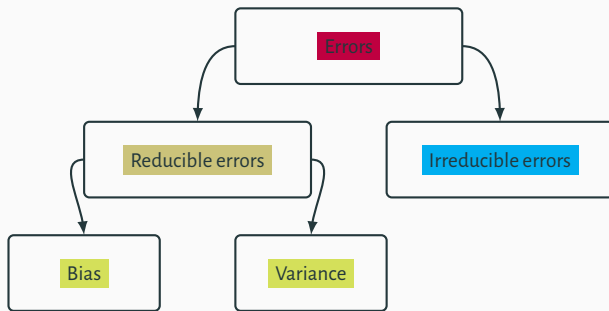 Errors
Reducible errors
Irreducible errors
Bias
Variance